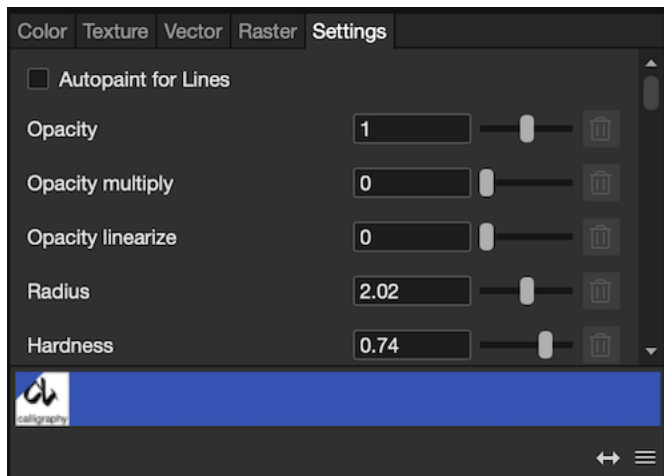 Color Texture Vector Raster Settings
Autopaint for Lines
Opacity 1
Opacity multiply 0
Opacity linearize 0
Radius 2.02
Hardness 0.74
calligraphy